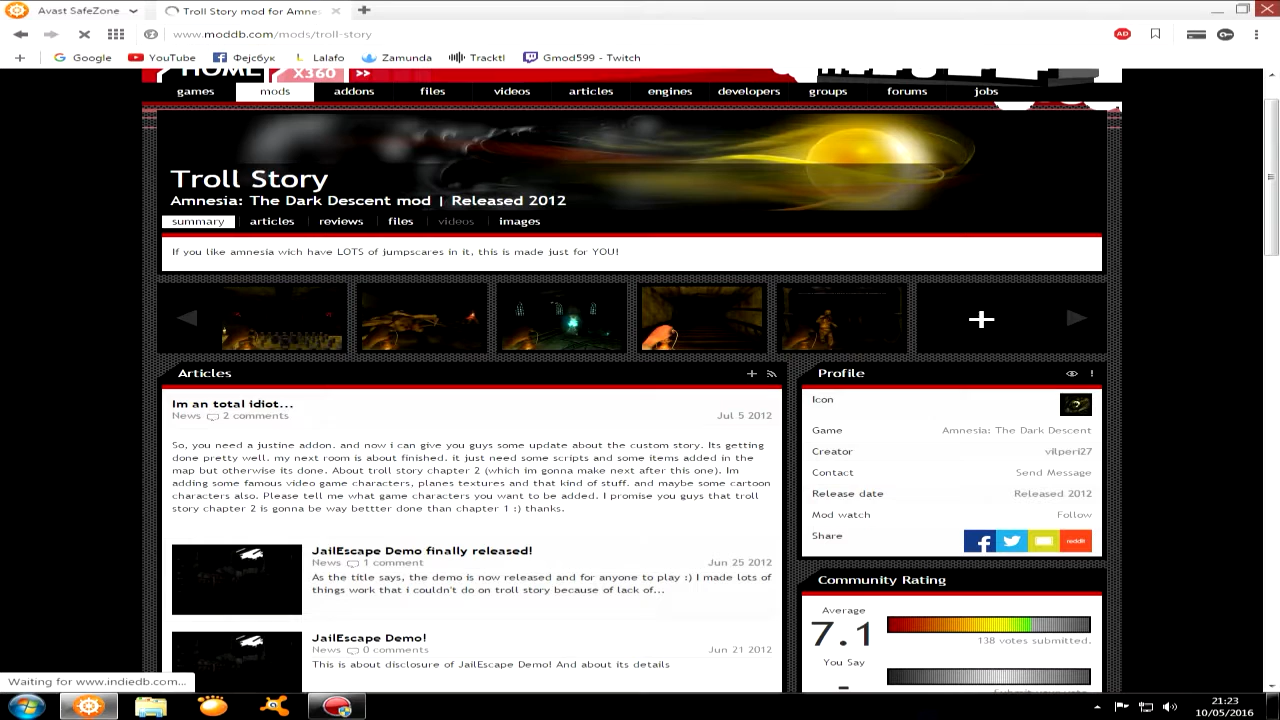 Avast SafeZone
Troll Story mod for Amnes
www.moddb.com/mods/troll-story
AD
Google
YouTube
Фејсбук
Lalafo
Zamunda
Tracktl
Gmod599 - Twitch
HOME
X360
>>
games
mods
addons
files
videos
articles
engines
developers
groups
forums
jobs
Troll Story
Amnesia: The Dark Descent mod | Released 2012
summary
articles
reviews
files
videos
images
If you like amnesia wich have LOTS of jumpscares in it, this is made just for YOU!
Articles
Im an total idiot...
News 2 comments Jul 5 2012
So, you need a justine addon. and now i can give you guys some update about the custom story. Its getting
done pretty well. my next room is about finished. it just need some scripts and some items added in the
map but otherwise its done. About troll story chapter 2 (which im gonna make next after this one). Im
adding some famous video game characters, planes textures and that kind of stuff. and maybe some cartoon
characters also. Please tell me what game characters you want to be added. I promise you guys that troll
story chapter 2 is gonna be way bettter done than chapter 1 :) thanks.
JailEscape Demo finally released!
News 1 comment Jun 25 2012
As the title says, the demo is now released and for anyone to play :) I made lots of
things work that i couldn't do on troll story because of lack of...
JailEscape Demo!
News 0 comments Jun 21 2012
This is about disclosure of JailEscape Demo! And about its details
Profile
Icon
Game Amnesia: The Dark Descent
Creator vilperi27
Contact Send Message
Release date Released 2012
Mod watch Follow
Share
reddit
Community Rating
Average
7.1
138 votes submitted.
You Say
-
Submit your vote
Waiting for www.indiedb.com...
21:23
10/05/2016